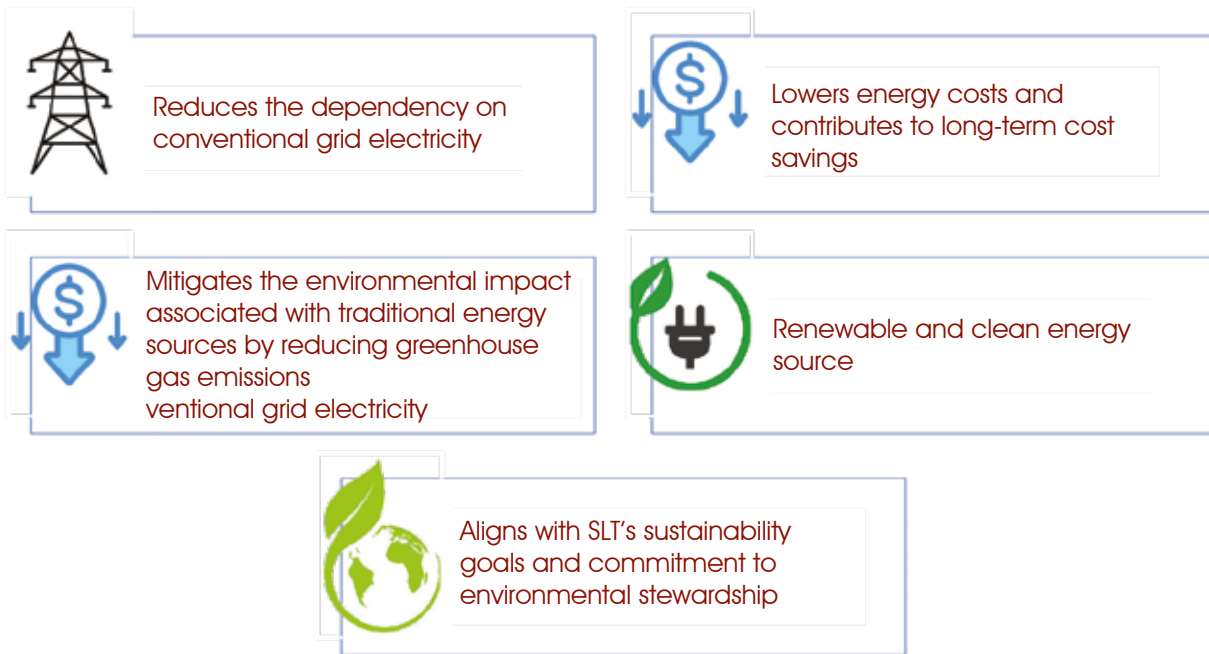 Reduces the dependency on
conventional grid electricity
$
Lowers energy costs and
contributes to long-term cost
savings
$
Mitigates the environmental impact
associated with traditional energy
sources by reducing greenhouse
gas emissions
ventional grid electricity
Renewable and clean energy
source
Aligns with SLT's sustainability
goals and commitment to
environmental stewardship